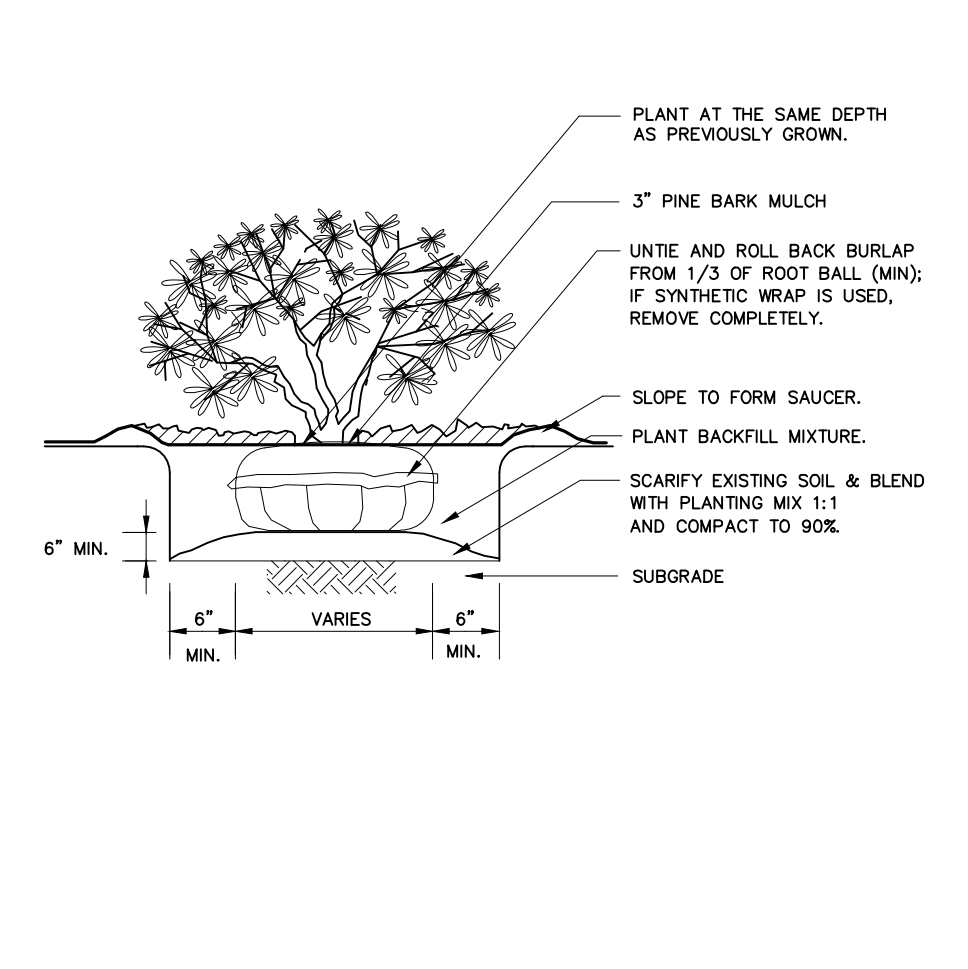 PLANT AT THE SAME DEPTH
AS PREVIOUSLY GROWN.
3" PINE BARK MULCH
UNTIE AND ROLL BACK BURLAP
FROM 1/3 OF ROOT BALL (MIN);
IF SYNTHETIC WRAP IS USED,
REMOVE COMPLETELY.
SLOPE TO FORM SAUCER.
PLANT BACKFILL MIXTURE.
SCARIFY EXISTING SOIL & BLEND
WITH PLANTING MIX 1:1
AND COMPACT TO 90%.
6" MIN.
SUBGRADE
6"
MIN.
VARIES
6"
MIN.